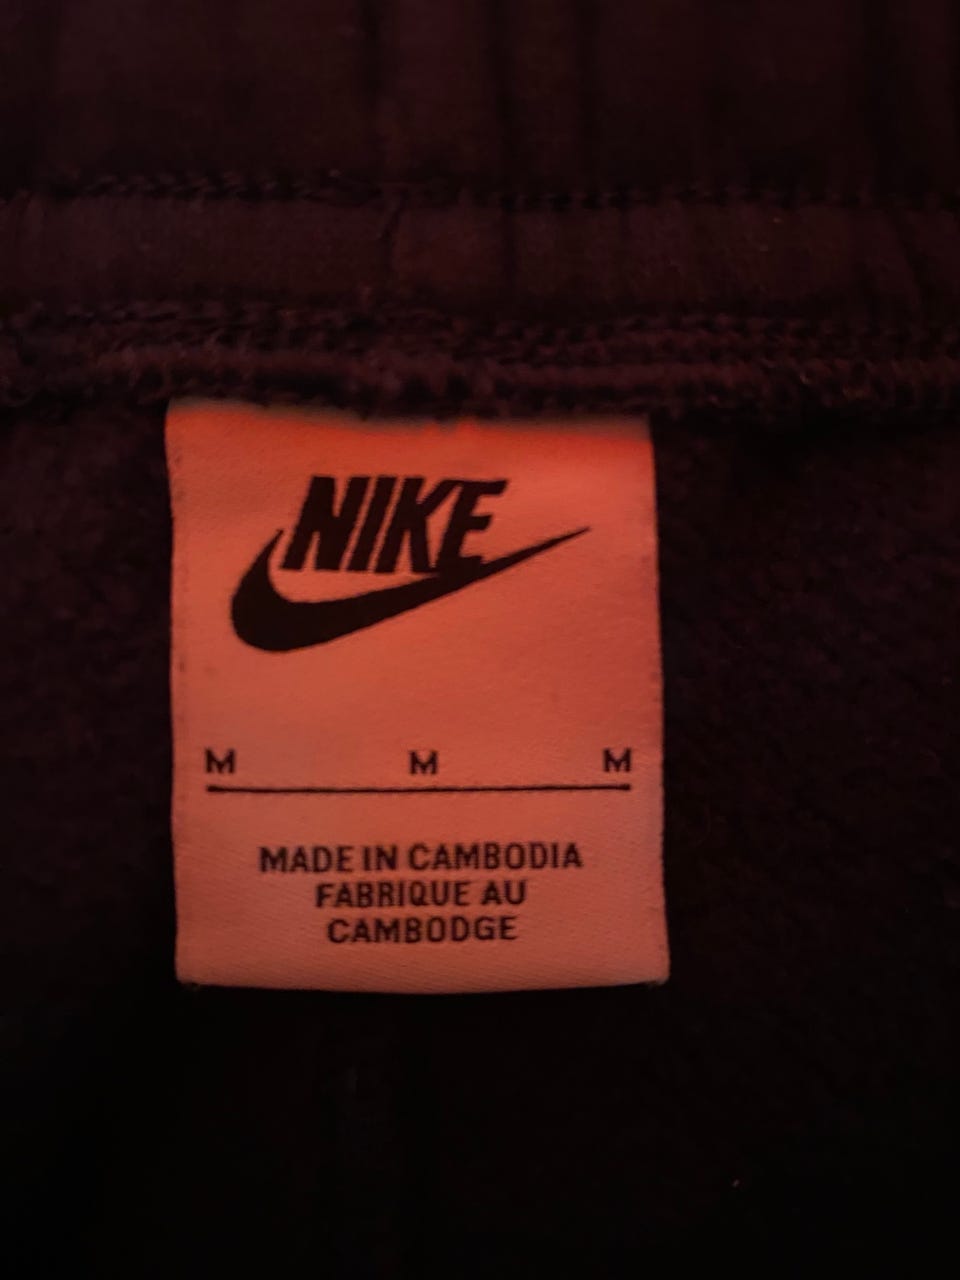 NIKE
M M M
MADE IN CAMBODIA
FABRIQUE AU
CAMBODGE